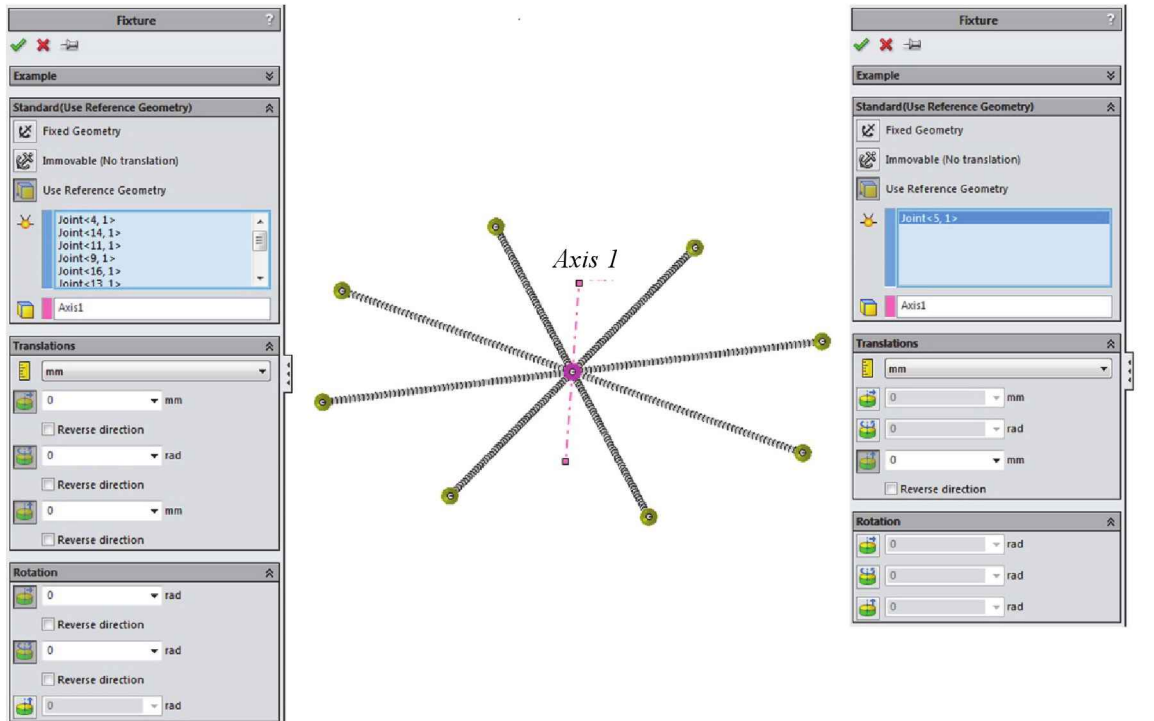 Fixture
?
Example
Standard(Use Reference Geometry)
Fixed Geometry
Immovable (No translation)
Use Reference Geometry
Joint<4, 1>
Joint<14, 1>
Joint<11, 1>
Joint<9, 1>
Joint<16, 1>
Joint<13, 1>
Axis1
Translations
mm
0 mm
Reverse direction
0 rad
Reverse direction
0 mm
Reverse direction
Rotation
0 rad
Reverse direction
0 rad
Reverse direction
0 rad
Axis 1
Fixture
?
Example
Standard(Use Reference Geometry)
Fixed Geometry
Immovable (No translation)
Use Reference Geometry
Joint<5, 1>
Axis1
Translations
mm
0 mm
0 rad
0 mm
Reverse direction
Rotation
0 rad
0 rad
0 rad